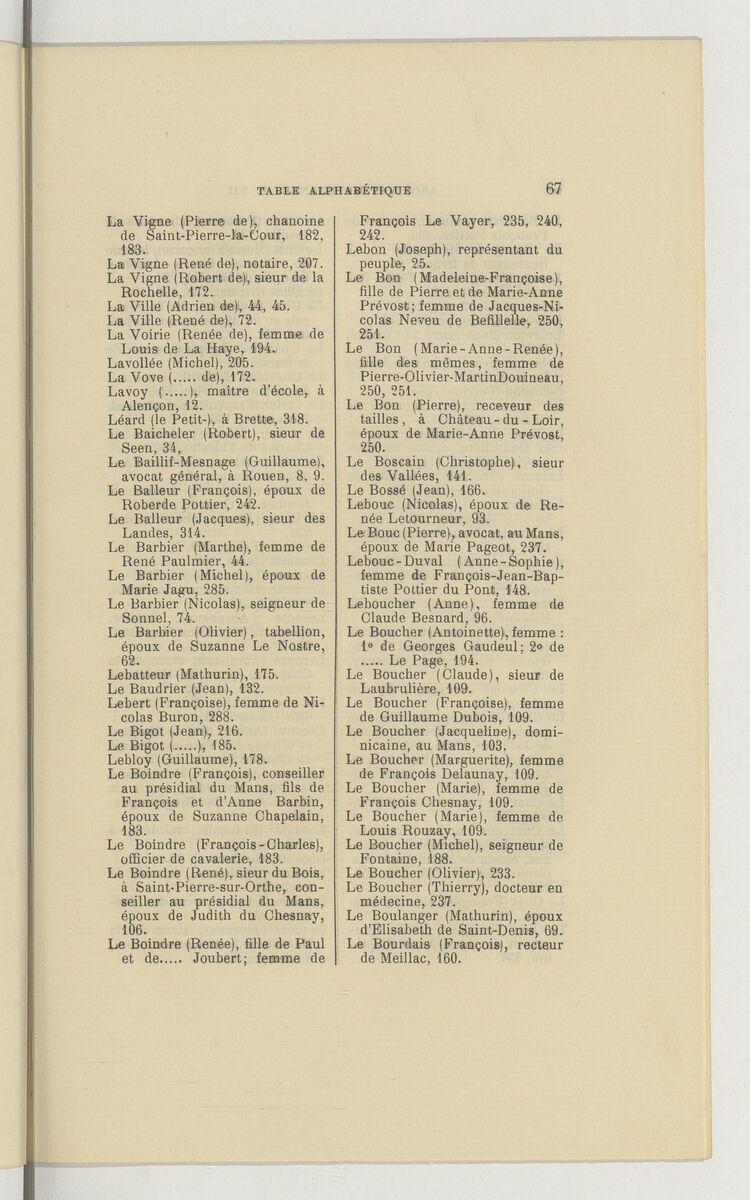 TABLE ALPHABÉTIQUE 67
La Vigne (Pierre de), chanoine
de Saint-Pierre-la-Cour, 182,
183.
La Vigne (René de), notaire, 207.
La Vigne (Robert de), sieur de la
Rochelle, 172.
La Ville (Adrien de), 44, 45.
La Ville (René de), 72.
La Voirie (Renée de), femme de
Louis de La Haye, 194.
Lavollée (Michel), 205.
La Vove (..... de), 172.
Lavoy (.....), maître d'école, à
Alençon, 12.
Léard (le Petit-), à Brette, 318.
Le Baicheler (Robert), sieur de
Seen, 34,
Le Baillif-Mesnage (Guillaume),
avocat général, à Rouen, 8, 9.
Le Balleur (François), époux de
Roberde Pottier, 242.
Le Balleur (Jacques), sieur des
Landes, 314.
Le Barbier (Marthe), femme de
René Paulmier, 44.
Le Barbier (Michel), époux de
Marie Jagu, 285.
Le Barbier (Nicolas), seigneur de
Sonnel, 74.
Le Barbier (Olivier), tabellion,
époux de Suzanne Le Nostre,
62.
Lebatteur (Mathurin), 175.
Le Baudrier (Jean), 132.
Lebert (Françoise), femme de Ni-
colas Buron, 288.
Le Bigot (Jean), 216.
Le Bigot (.....), 185.
Lebloy (Guillaume), 178.
Le Boindre (François), conseiller
au présidial du Mans, fils de
François et d'Anne Barbin,
époux de Suzanne Chapelain,
183.
Le Boindre (François-Charles),
officier de cavalerie, 183.
Le Boindre (René), sieur du Bois,
à Saint-Pierre-sur-Orthe, con-
seiller au présidial du Mans,
époux de Judith du Chesnay,
106.
Le Boindre (Renée), fille de Paul
et de..... Joubert; femme de
François Le Vayer, 235, 240,
242.
Lebon (Joseph), représentant du
peuple, 25.
Le Bon (Madeleine-Françoise),
fille de Pierre et de Marie-Anne
Prévost; femme de Jacques-Ni-
colas Neveu de Befillelle, 250,
251.
Le Bon (Marie-Anne-Renée),
fille des mêmes, femme de
Pierre-Olivier-Martin Douineau,
250, 251.
Le Bon (Pierre), receveur des
tailles, à Château-du-Loir,
époux de Marie-Anne Prévost,
250.
Le Boscain (Christophe), sieur
des Vallées, 141.
Le Bossé (Jean), 166.
Lebouc (Nicolas), époux de Re-
née Letourneur, 93.
Le Bouc (Pierre), avocat, au Mans,
époux de Marie Pageot, 237.
Lebouc-Duval (Anne-Sophie),
femme de François-Jean-Bap-
tiste Pottier du Pont, 148.
Leboucher (Anne), femme de
Claude Besnard, 96.
Le Boucher (Antoinette), femme :
1º de Georges Gaudeul; 2º de
..... Le Page, 194.
Le Boucher (Claude), sieur de
Laubrulière, 109.
Le Boucher (Françoise), femme
de Guillaume Dubois, 109.
Le Boucher (Jacqueline), domi-
nicaine, au Mans, 103.
Le Boucher (Marguerite), femme
de François Delaunay, 109.
Le Boucher (Marie), femme de
François Chesnay, 109.
Le Boucher (Marie), femme de
Louis Rouzay, 109.
Le Boucher (Michel), seigneur de
Fontaine, 188.
Le Boucher (Olivier), 233.
Le Boucher (Thierry), docteur en
médecine, 237.
Le Boulanger (Mathurin), époux
d'Elisabeth de Saint-Denis, 69.
Le Bourdais (François), recteur
de Meillac, 160.